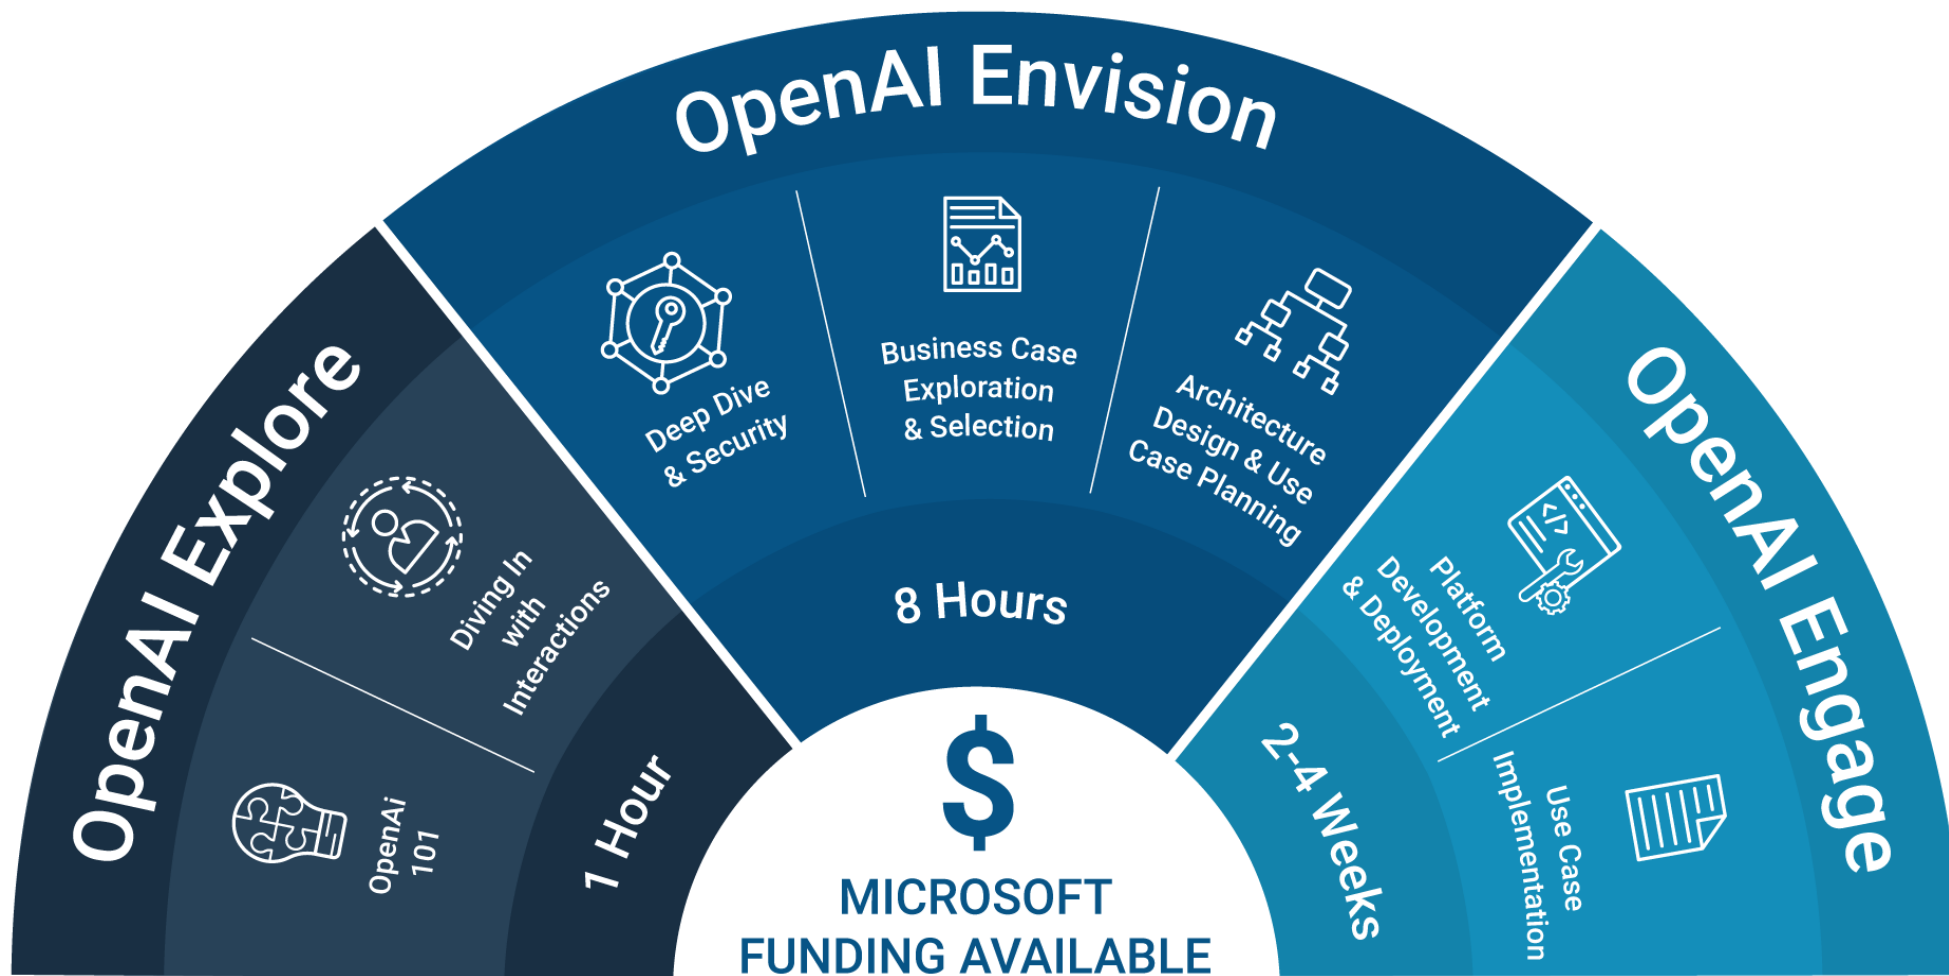 OpenAI Explore
OpenAi
101
Diving In
with
Interactions
1 Hour
OpenAI Envision
Deep Dive
& Security
Business Case
Exploration
& Selection
Architecture
Design & Use
Case Planning
8 Hours
OpenAI Engage
Platform
Development
& Deployment
Use Case
Implementation
2-4 Weeks
$
MICROSOFT
FUNDING AVAILABLE